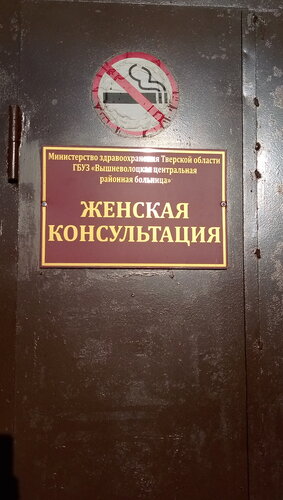 Министерство здравоохранения Тверской области
ГБУЗ «Вышневолоцкая центральная
районная больница»
ЖЕНСКАЯ
КОНСУЛЬТАЦИЯ